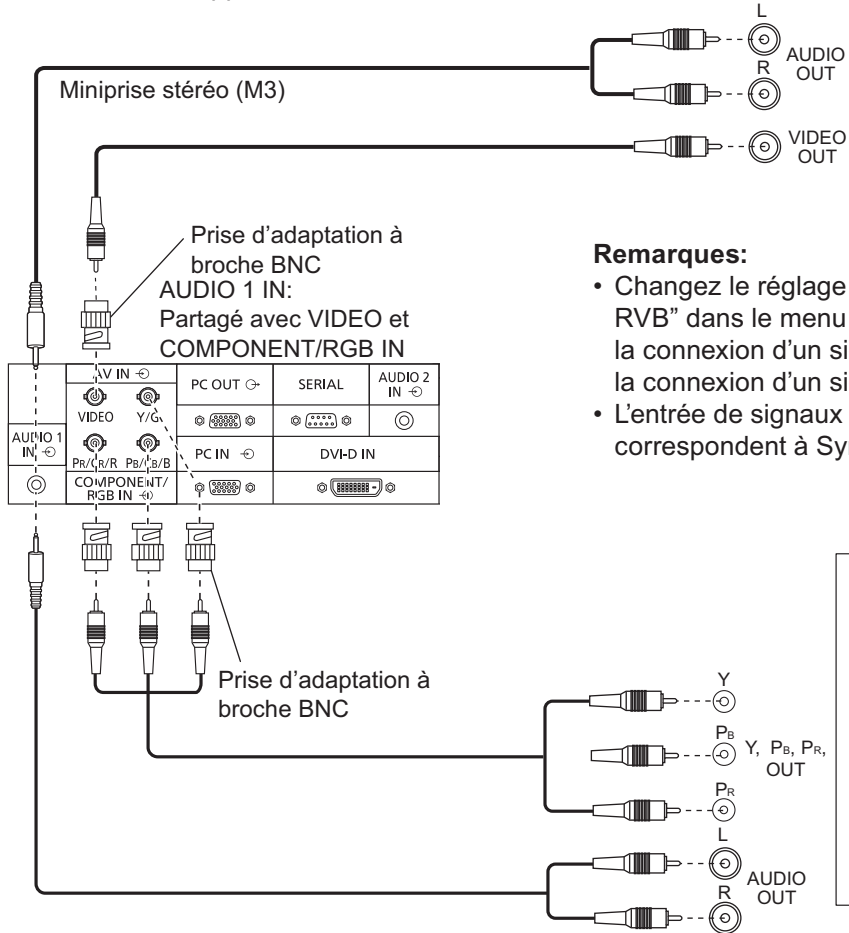 L
AUDIO
OUT
R
Miniprise stéréo (M3)
VIDEO
OUT
Prise d'adaptation à
broche BNC
AUDIO 1 IN:
Partagé avec VIDEO et
COMPONENT/RGB IN
Remarques:
• Changez le réglage
RVB" dans le menu
la connexion d'un si
la connexion d'un si
• L'entrée de signaux
correspondent à Sy
AV IN
PC OUT
SERIAL
AUDIO 2
IN
VIDEO
Y/G
AUDIO 1
IN
PR/CR/R
PB/CB/B
PC IN
DVI-D IN
COMPONENT/
RGB IN
Prise d'adaptation à
broche BNC
Y
PB
Y, PB, PR,
OUT
PR
L
AUDIO
OUT
R